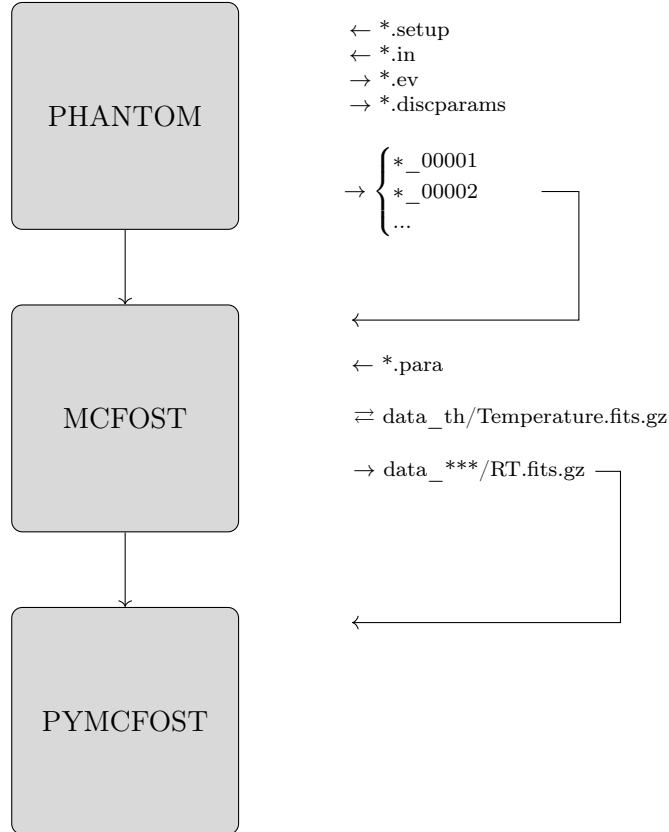 PHANTOM
← *.setup
← *.in
→ *.ev
→ *.discparams
→ { *_00001
*_00002
...
MCFOST
← *.para
⇄ data_th/Temperature.fits.gz
→ data_***/RT.fits.gz
PYMCFOST